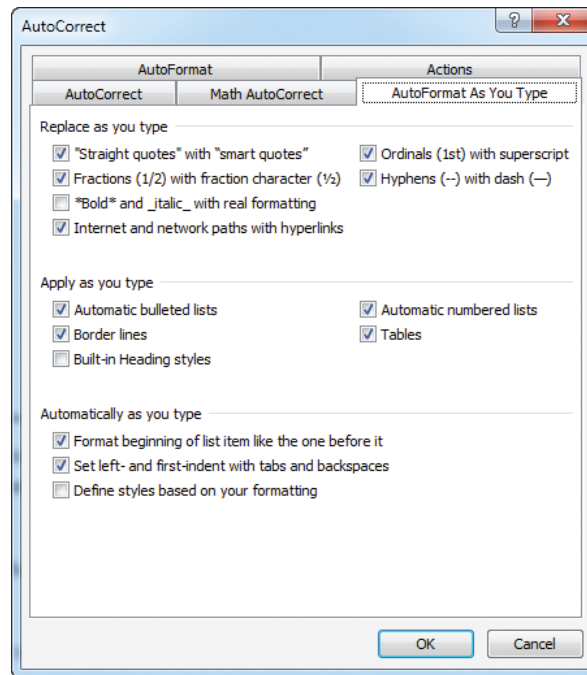 AutoCorrect
AutoFormat Actions
AutoCorrect Math AutoCorrect AutoFormat As You Type
Replace as you type
"Straight quotes" with “smart quotes” Ordinals (1st) with superscript
Fractions (1/2) with fraction character (½) Hyphens (--) with dash (—)
*Bold* and _italic_ with real formatting
Internet and network paths with hyperlinks
Apply as you type
Automatic bulleted lists Automatic numbered lists
Border lines Tables
Built-in Heading styles
Automatically as you type
Format beginning of list item like the one before it
Set left- and first-indent with tabs and backspaces
Define styles based on your formatting
OK Cancel